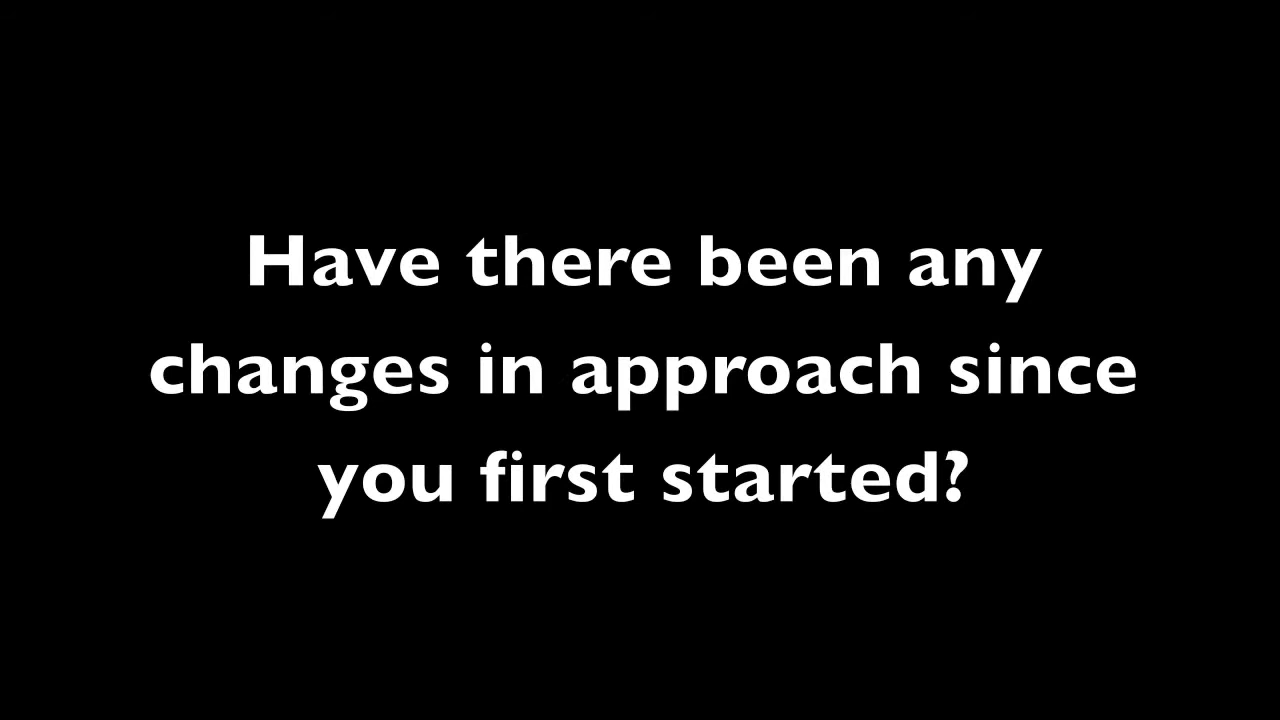 Have there been any
changes in approach since
you first started?